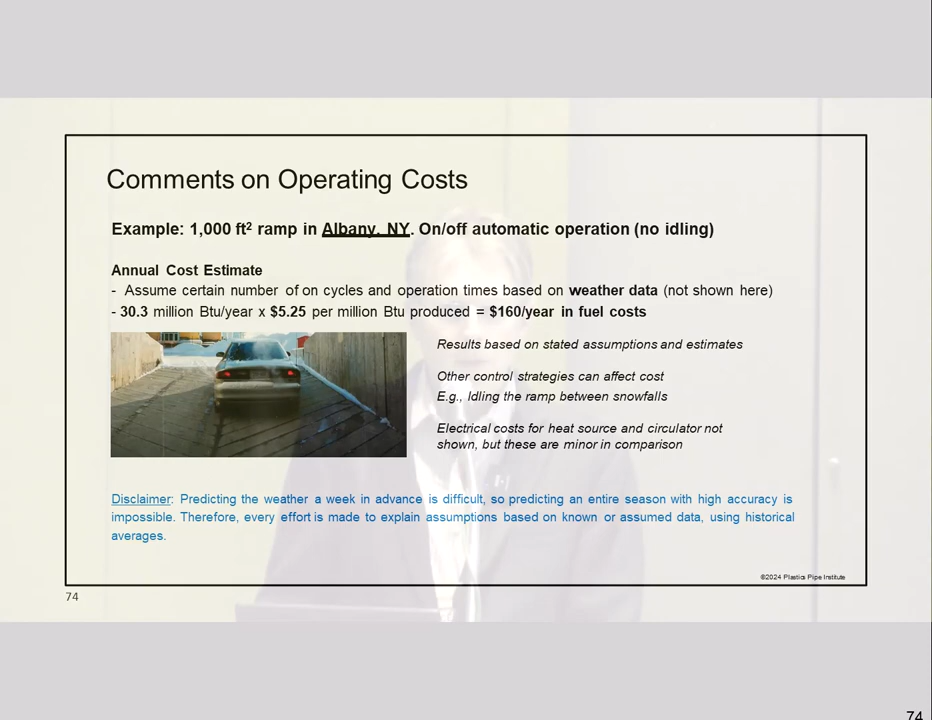 Comments on Operating Costs
Example: 1,000 ft² ramp in Albany, NY. On/off automatic operation (no idling)
Annual Cost Estimate
- Assume certain number of on cycles and operation times based on weather data (not shown here)
- 30.3 million Btu/year x $5.25 per million Btu produced = $160/year in fuel costs
Results based on stated assumptions and estimates
Other control strategies can affect cost
E.g., Idling the ramp between snowfalls
Electrical costs for heat source and circulator not
shown, but these are minor in comparison
Disclaimer: Predicting the weather a week in advance is difficult, so predicting an entire season with high accuracy is
impossible. Therefore, every effort is made to explain assumptions based on known or assumed data, using historical
averages.
©2024 Plastics Pipe Institute
74
74